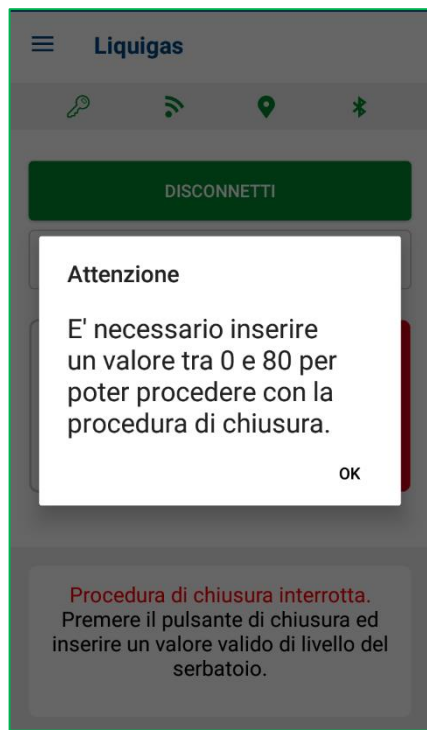 Liquigas
DISCONNETTI
Attenzione
E' necessario inserire
un valore tra 0 e 80 per
poter procedere con la
procedura di chiusura.
OK
Procedura di chiusura interrotta.
Premere il pulsante di chiusura ed
inserire un valore valido di livello del
serbatoio.